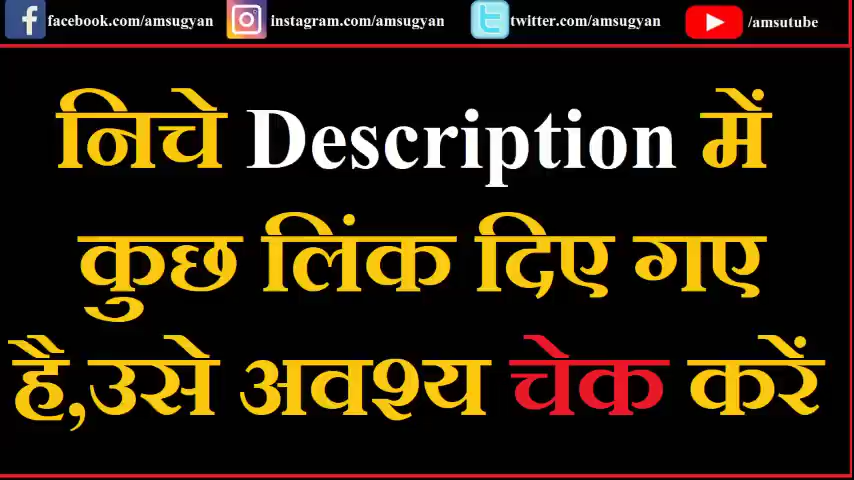 facebook.com/amsugyan instagram.com/amsugyan twitter.com/amsugyan /amsutube
निचे Description में
कुछ लिंक दिए गए
है,उसे अवश्य चेक करें